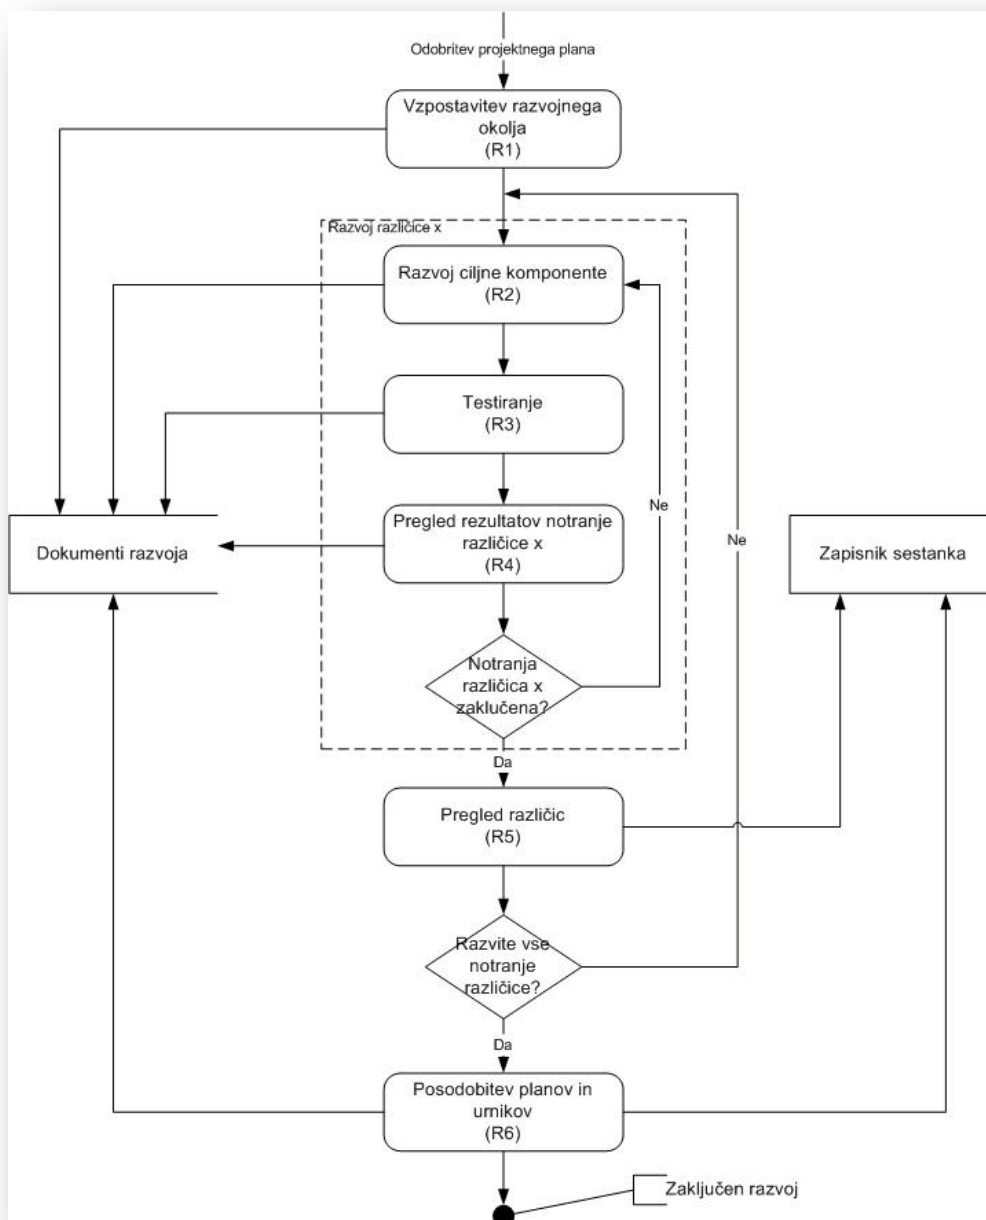 Odobritev projektnega plana
Vzpostavitev razvojnega
okolja
(R1)
Razvoj različice x
Razvoj ciljne komponente
(R2)
Testiranje
(R3)
Ne
Pregled rezultatov notranje
različice x
(R4)
Ne
Dokumenti razvoja
Zapisnik sestanka
Notranja
različica x
zaklučena?
Da
Pregled različic
(R5)
Razvite vse
notranje
različice?
Da
Posodobitev planov in
urnikov
(R6)
Zaključen razvoj